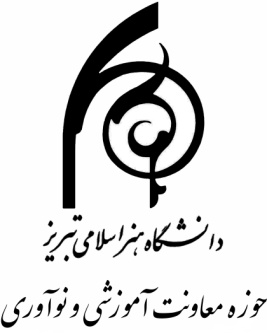 دانشگاه هنر اسلامی تبریز
حوزه معاونت آموزشی و نوآوری